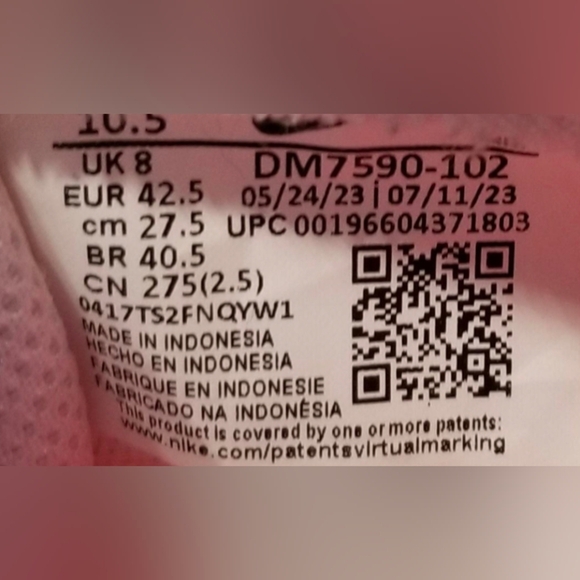 10.5
UK 8 DM7590-102
EUR 42.5 05/24/23 | 07/11/23
cm 27.5 UPC 00196604371803
BR 40.5
CN 275(2.5)
0417TS2FNQYW1
MADE IN INDONESIA
HECHO EN INDONESIA
FABRIQUE EN INDONESIE
FABRICADO NA INDONÉSIA
This product is covered by one or more patents:
www.nike.com/patentsvirtualmarking